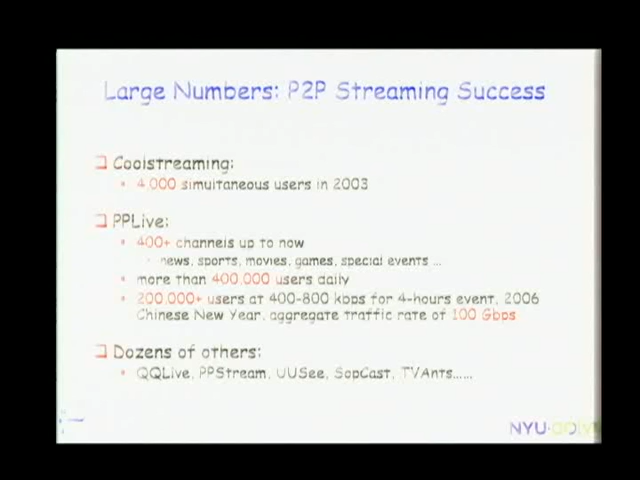 Large Numbers: P2P Streaming Success
Coolstreaming:
4,000 simultaneous users in 2003
PPLive:
400+ channels up to now
news, sports, movies, games, special events ...
more than 400,000 users daily
200,000+ users at 400-800 kbps for 4-hours event, 2006
Chinese New Year, aggregate traffic rate of 100 Gbps
Dozens of others:
QQLive, PPStream, UUSee, SopCast, TVAnts......
NYU